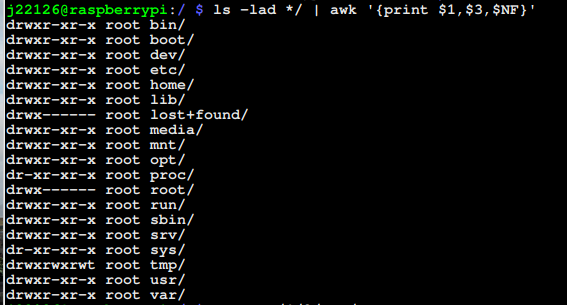 j22126@raspberrypi:/ $ ls -lad */ | awk '{print $1,$3,$NF}'
drwxr-xr-x root bin/
drwxr-xr-x root boot/
drwxr-xr-x root dev/
drwxr-xr-x root etc/
drwxr-xr-x root home/
drwxr-xr-x root lib/
drwx------ root lost+found/
drwxr-xr-x root media/
drwxr-xr-x root mnt/
drwxr-xr-x root opt/
dr-xr-xr-x root proc/
drwx------ root root/
drwxr-xr-x root run/
drwxr-xr-x root sbin/
drwxr-xr-x root srv/
dr-xr-xr-x root sys/
drwxrwxrwt root tmp/
drwxr-xr-x root usr/
drwxr-xr-x root var/